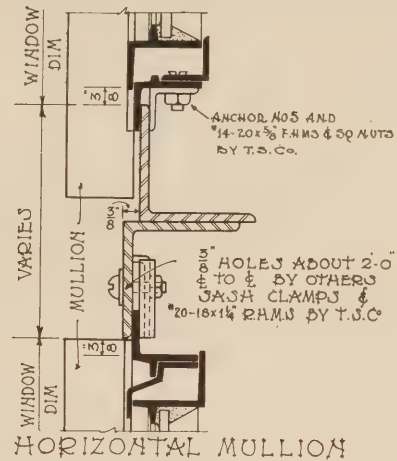 WINDOW
DIM
3/8"
ANCHOR NO5 AND
#14-20x5/8" F.H.M.S & SQ NUTS
BY T.S.Co.
VARIES
MULLION
3/8"
3/8" HOLES ABOUT 2'-0"
℄ TO ℄ BY OTHERS
SASH CLAMPS &
#20-18x1¼" R.H.M.S BY T.S.Co
3/8"
WINDOW
DIM
HORIZONTAL MULLION